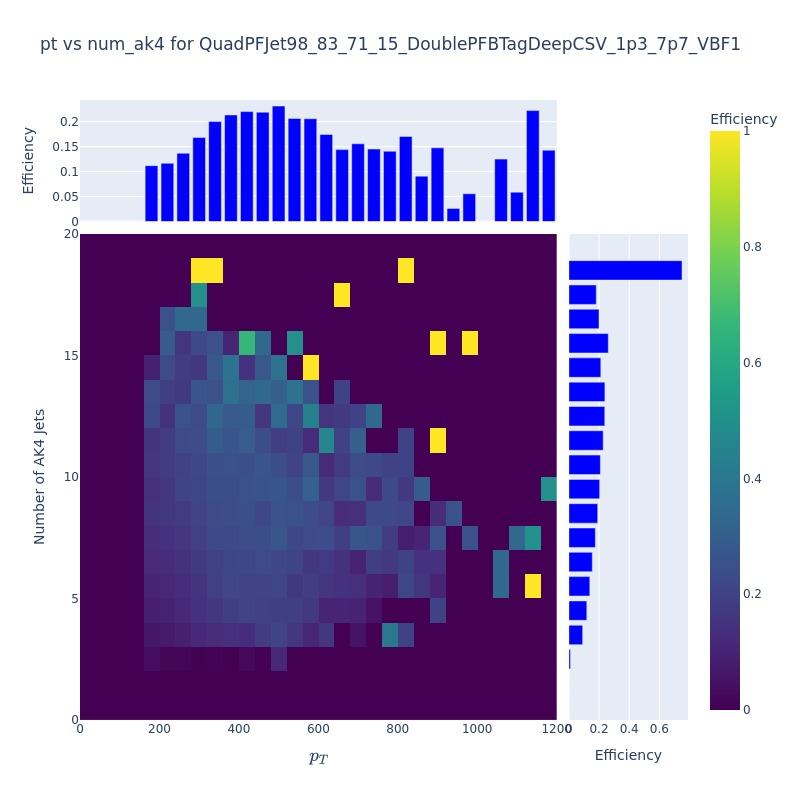 pt vs num_ak4 for QuadPFJet98_83_71_15_DoublePFBTagDeepCSV_1p3_7p7_VBF1
Efficiency
0.2
0.15
0.1
0.05
0
Efficiency
1
0.8
0.6
0.4
0.2
0
Number of AK4 Jets
20
15
10
5
0
0 200 400 600 800 1000 1200
p_T
0 0.2 0.4 0.6
Efficiency